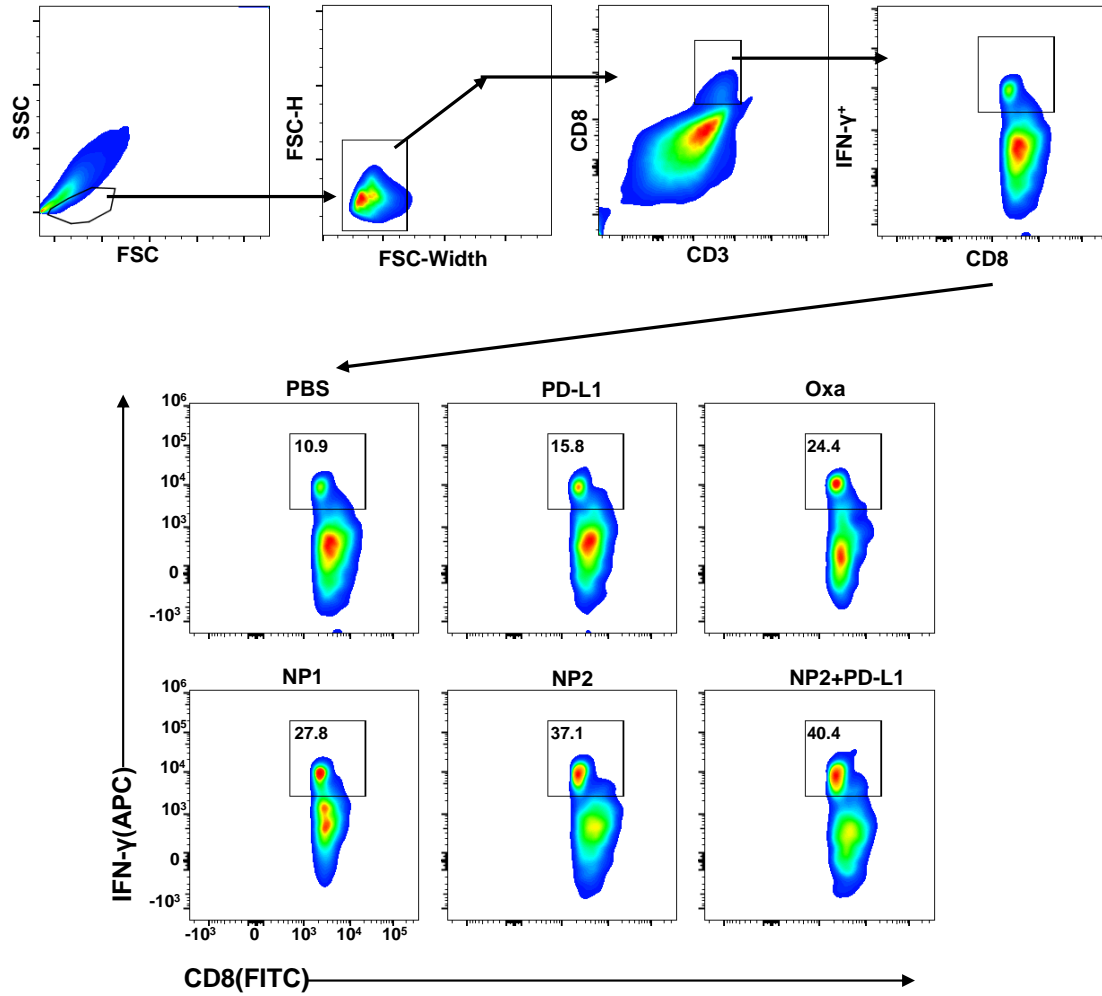 SSC
FSC
FSC-H
FSC-Width
CD8
CD3
IFN-γ⁺
CD8
PBS
PD-L1
Oxa
10⁶
10⁵
10⁴
10³
0
-10³
10.9
15.8
24.4
NP1
NP2
NP2+PD-L1
10⁶
10⁵
10⁴
10³
0
-10³
27.8
37.1
40.4
-10³ 0 10³ 10⁴ 10⁵
IFN-γ(APC)
CD8(FITC)